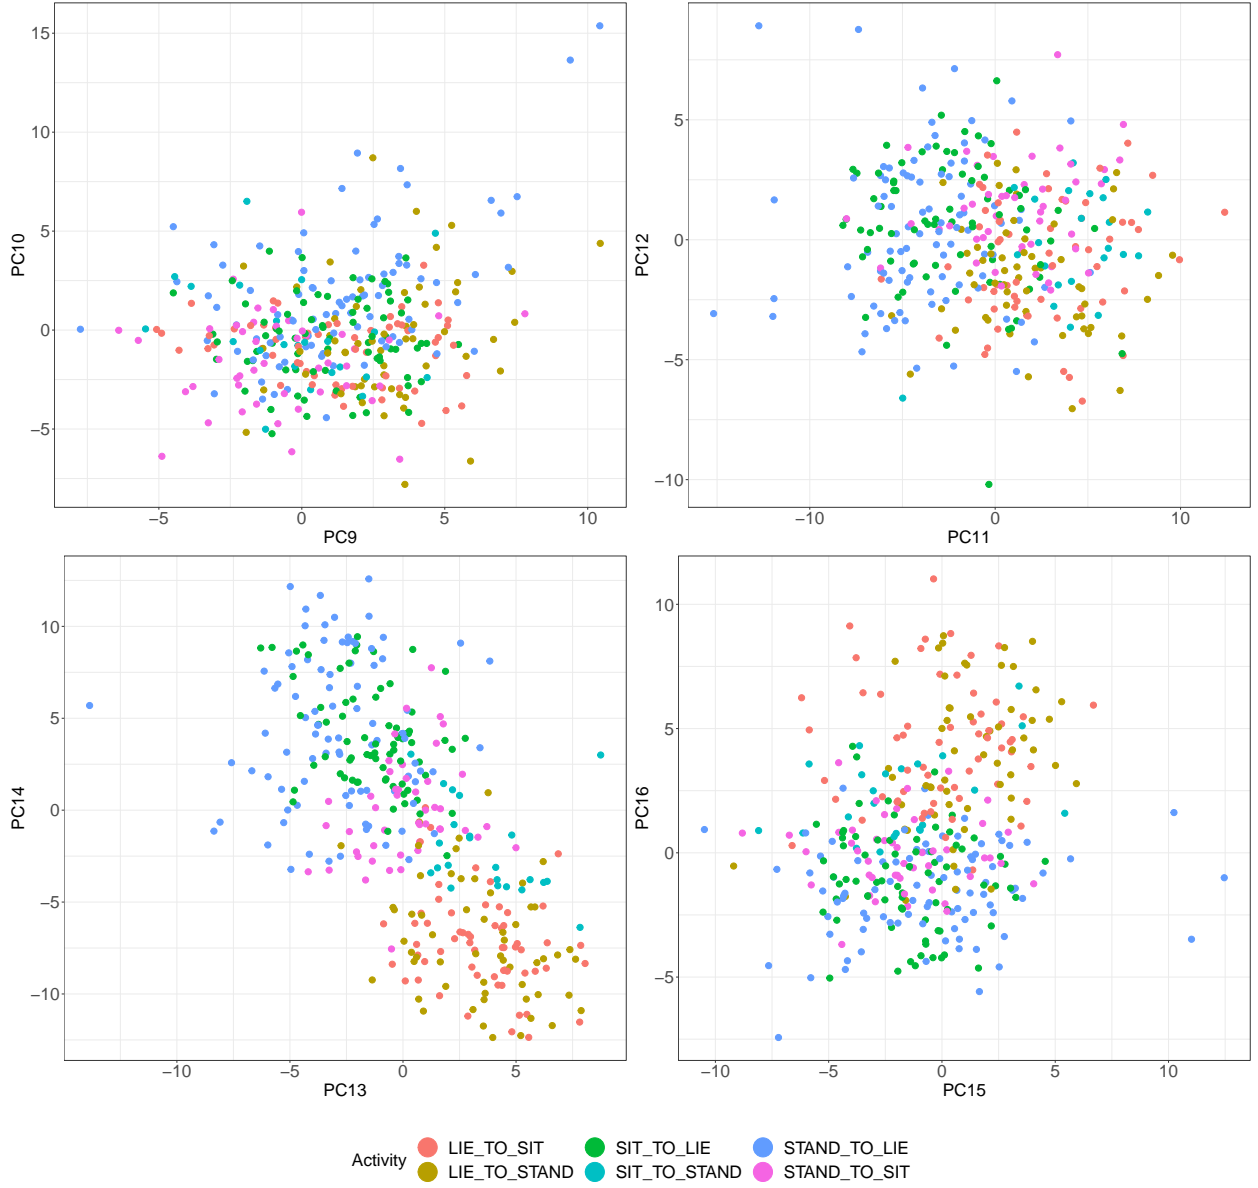 15
10
5
0
−5
PC10
−5
0
5
10
PC9
5
0
−5
−10
PC12
−10
0
10
PC11
10
5
0
−5
−10
PC14
−10
−5
0
5
PC13
10
5
0
−5
PC16
−10
−5
0
5
10
PC15
Activity
LIE_TO_SIT
SIT_TO_LIE
STAND_TO_LIE
LIE_TO_STAND
SIT_TO_STAND
STAND_TO_SIT